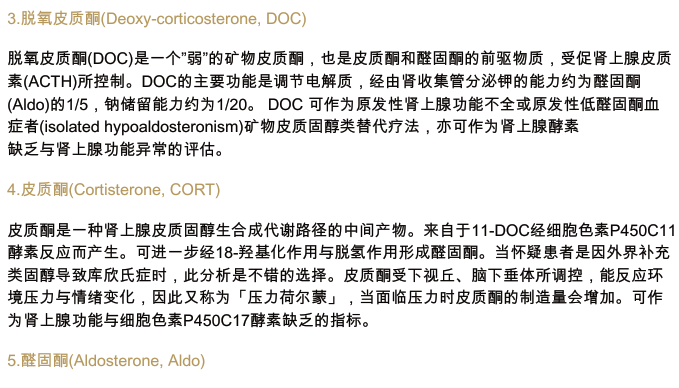 3.脱氧皮质酮(Deoxy-corticosterone, DOC)
脱氧皮质酮(DOC)是一个”弱”的矿物皮质酮，也是皮质酮和醛固酮的前驱物质，受促肾上腺皮质
素(ACTH)所控制。DOC的主要功能是调节电解质，经由肾收集管分泌钾的能力约为醛固酮
(Aldo)的1/5，钠储留能力约为1/20。 DOC 可作为原发性肾上腺功能不全或原发性低醛固酮血
症者(isolated hypoaldosteronism)矿物皮质固醇类替代疗法，亦可作为肾上腺酵素
缺乏与肾上腺功能异常的评估。
4.皮质酮(Cortisterone, CORT)
皮质酮是一种肾上腺皮质固醇生合成代谢路径的中间产物。来自于11-DOC经细胞色素P450C11
酵素反应而产生。可进一步经18-羟基化作用与脱氢作用形成醛固酮。当怀疑患者是因外界补充
类固醇导致库欣氏症时，此分析是不错的选择。皮质酮受下视丘、脑下垂体所调控，能反应环
境压力与情绪变化，因此又称为「压力荷尔蒙」，当面临压力时皮质酮的制造量会增加。可作
为肾上腺功能与细胞色素P450C17酵素缺乏的指标。
5.醛固酮(Aldosterone, Aldo)